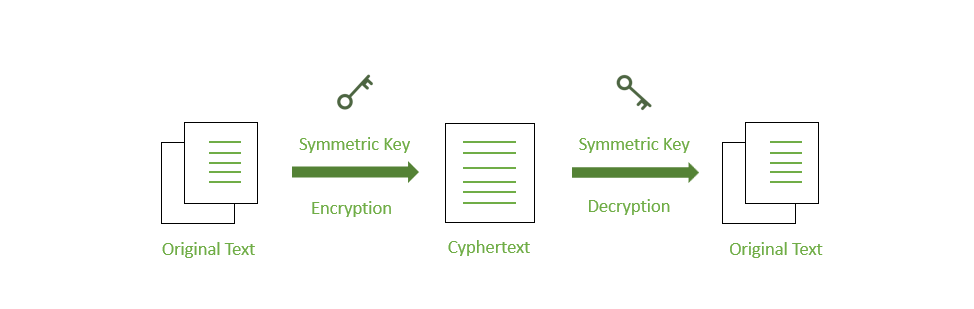 Symmetric Key
Symmetric Key
Encryption
Decryption
Original Text
Cyphertext
Original Text